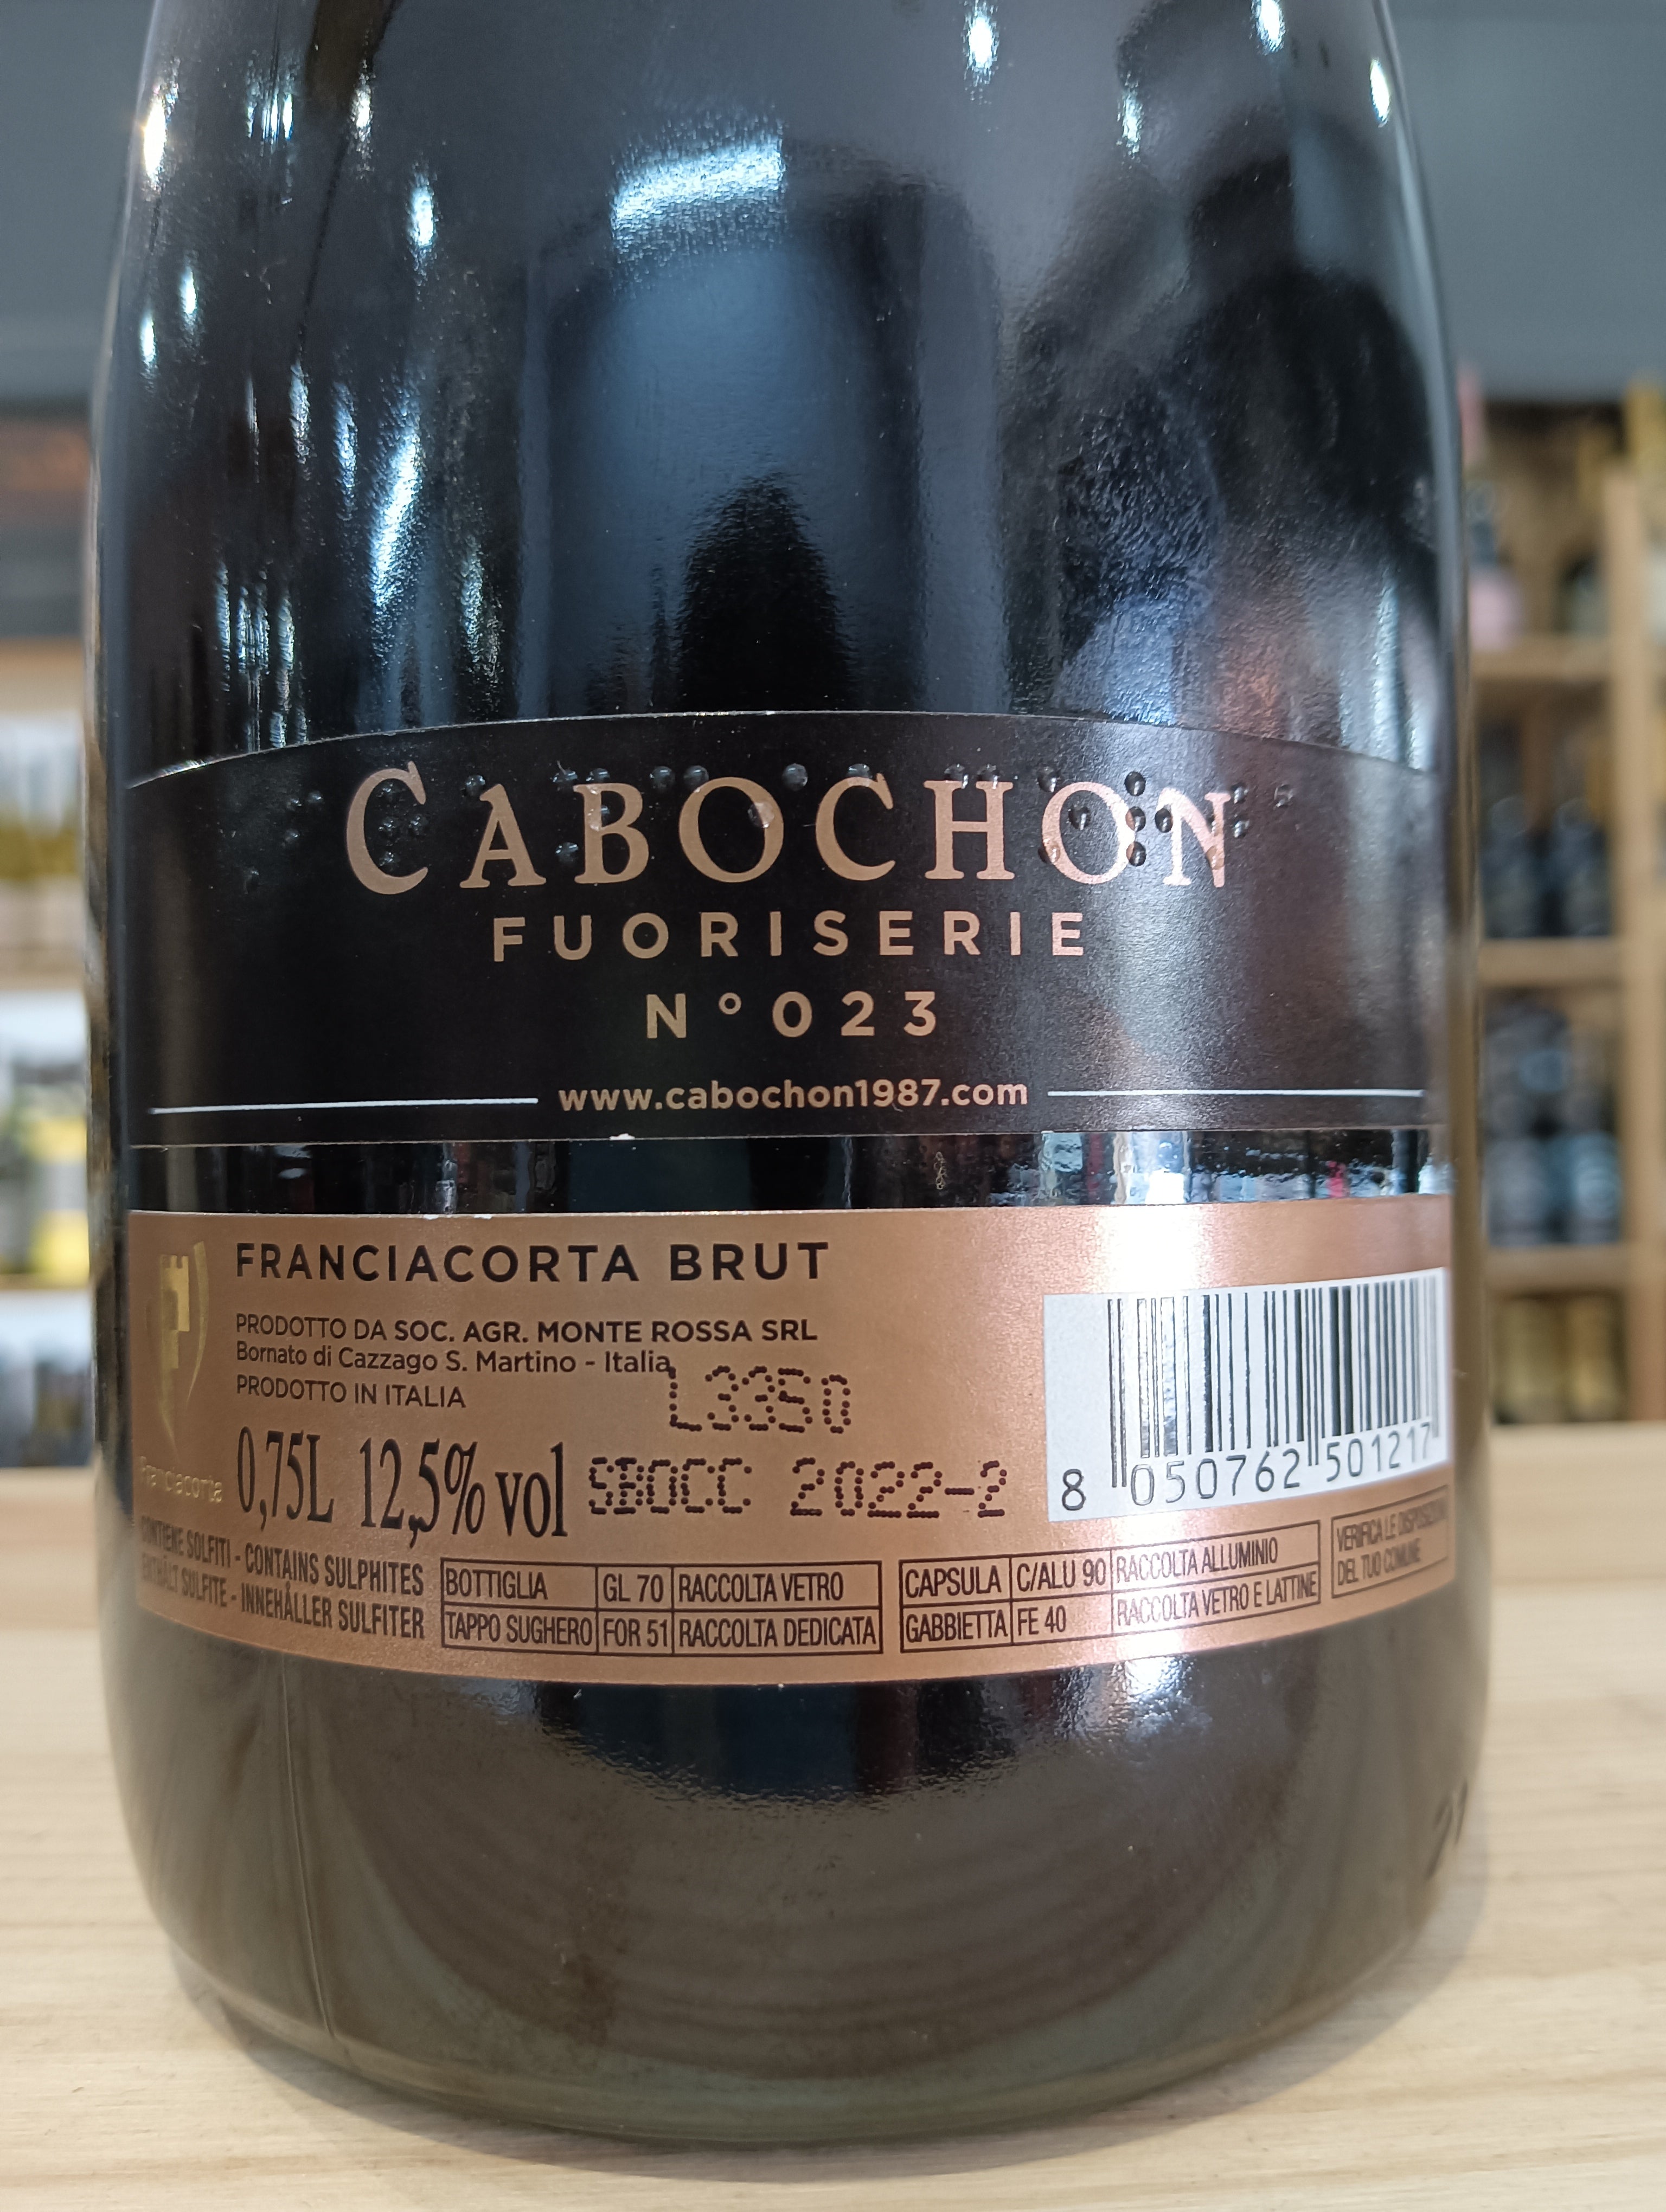 CABOCHON
FUORISERIE
N°023
www.cabochon1987.com
FRANCIACORTA BRUT
PRODOTTO DA SOC. AGR. MONTE ROSSA SRL
Bornato di Cazzago S. Martino - Italia
PRODOTTO IN ITALIA
L3350
Franciacorta
0,75L 12,5% vol
SBOCC 2022-2
8 050762 501217
CONTIENE SOLFITI - CONTAINS SULPHITES
ENTHÄLT SULFITE - INNEHÅLLER SULFITER
BOTTIGLIA GL 70 RACCOLTA VETRO
TAPPO SUGHERO FOR 51 RACCOLTA DEDICATA
CAPSULA C/ALU 90 RACCOLTA ALLUMINIO
GABBIETTA FE 40 RACCOLTA VETRO E LATTINE
VERIFICA LE DISPOSIZIONI
DEL TUO COMUNE